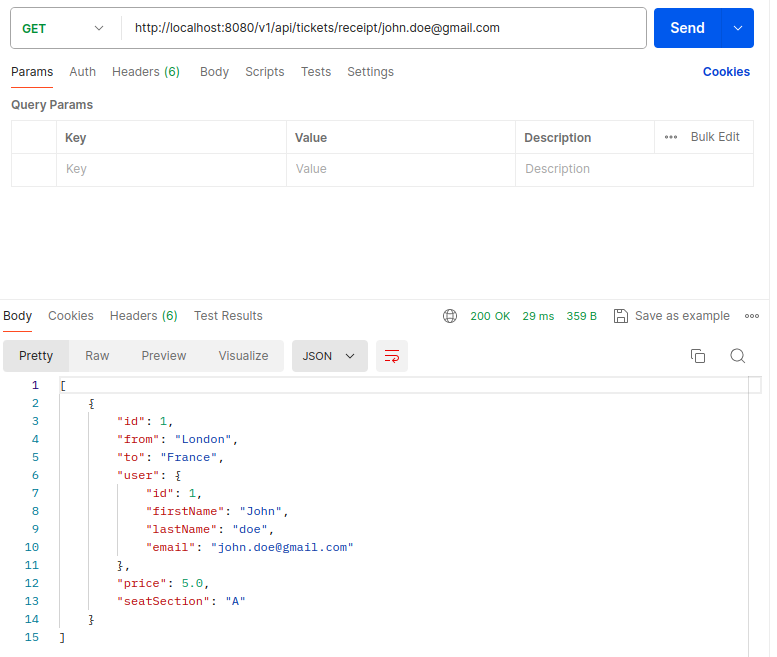 GET http://localhost:8080/v1/api/tickets/receipt/john.doe@gmail.com Send
Params Auth Headers (6) Body Scripts Tests Settings Cookies
Query Params
Key Value Description ••• Bulk Edit
Key Value Description
Body Cookies Headers (6) Test Results 200 OK 29 ms 359 B Save as example •••
Pretty Raw Preview Visualize JSON
1 [
2 {
3 "id": 1,
4 "from": "London",
5 "to": "France",
6 "user": {
7 "id": 1,
8 "firstName": "John",
9 "lastName": "doe",
10 "email": "john.doe@gmail.com"
11 },
12 "price": 5.0,
13 "seatSection": "A"
14 }
15 ]